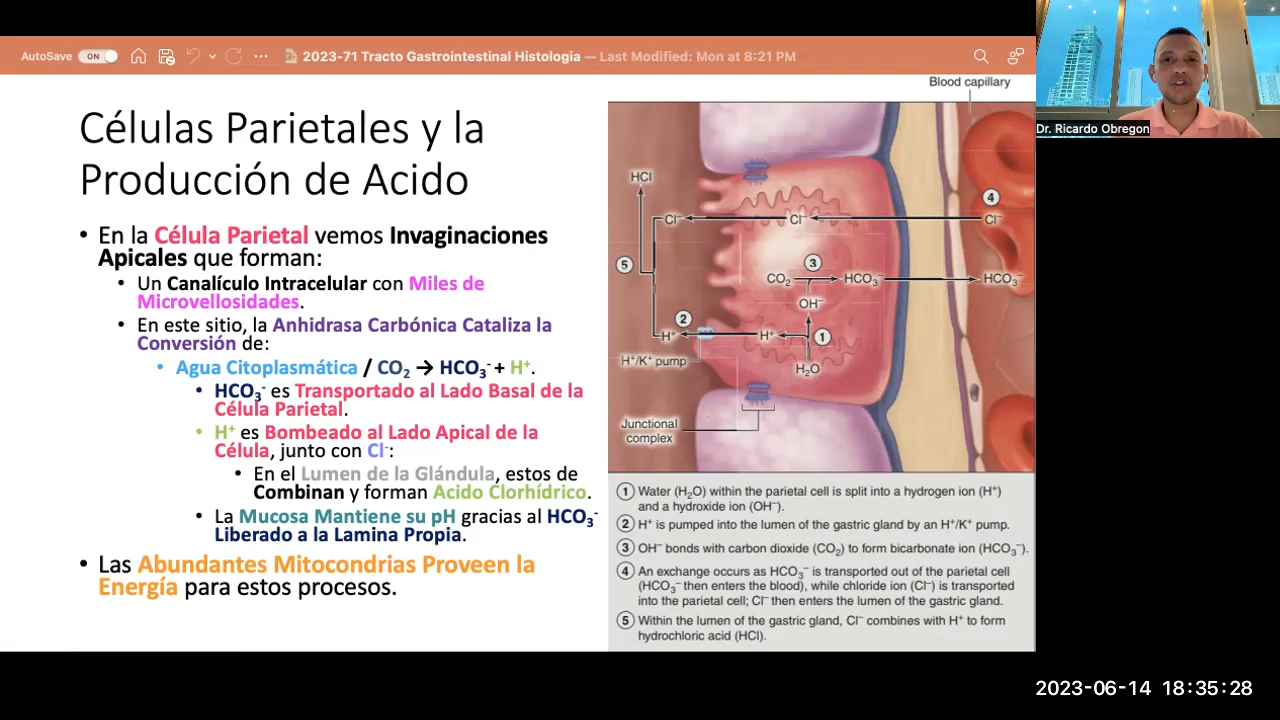 AutoSave ON 2023-71 Tracto Gastrointestinal Histologia — Last Modified: Mon at 8:21 PM
Dr. Ricardo Obregon
Células Parietales y la
Producción de Acido
• En la Célula Parietal vemos Invaginaciones
Apicales que forman:
• Un Canalículo Intracelular con Miles de
Microvellosidades.
• En este sitio, la Anhidrasa Carbónica Cataliza la
Conversión de:
• Agua Citoplasmática / CO₂ → HCO₃⁻ + H⁺.
• HCO₃⁻ es Transportado al Lado Basal de la
Célula Parietal.
• H⁺ es Bombeado al Lado Apical de la
Célula, junto con Cl⁻:
• En el Lumen de la Glándula, estos de
Combinan y forman Acido Clorhídrico.
• La Mucosa Mantiene su pH gracias al HCO₃⁻
Liberado a la Lamina Propia.
• Las Abundantes Mitocondrias Proveen la
Energía para estos procesos.
Blood capillary
HCl
4
Cl⁻ Cl⁻ Cl⁻
5
3
CO₂ HCO₃⁻ HCO₃⁻
OH⁻
2
H⁺ H⁺ 1
H⁺/K⁺ pump
H₂O
Junctional
complex
1 Water (H₂O) within the parietal cell is split into a hydrogen ion (H⁺)
and a hydroxide ion (OH⁻).
2 H⁺ is pumped into the lumen of the gastric gland by an H⁺/K⁺ pump.
3 OH⁻ bonds with carbon dioxide (CO₂) to form bicarbonate ion (HCO₃⁻).
4 An exchange occurs as HCO₃⁻ is transported out of the parietal cell
(HCO₃⁻ then enters the blood), while chloride ion (Cl⁻) is transported
into the parietal cell; Cl⁻ then enters the lumen of the gastric gland.
5 Within the lumen of the gastric gland, Cl⁻ combines with H⁺ to form
hydrochloric acid (HCl).
2023-06-14 18:35:28